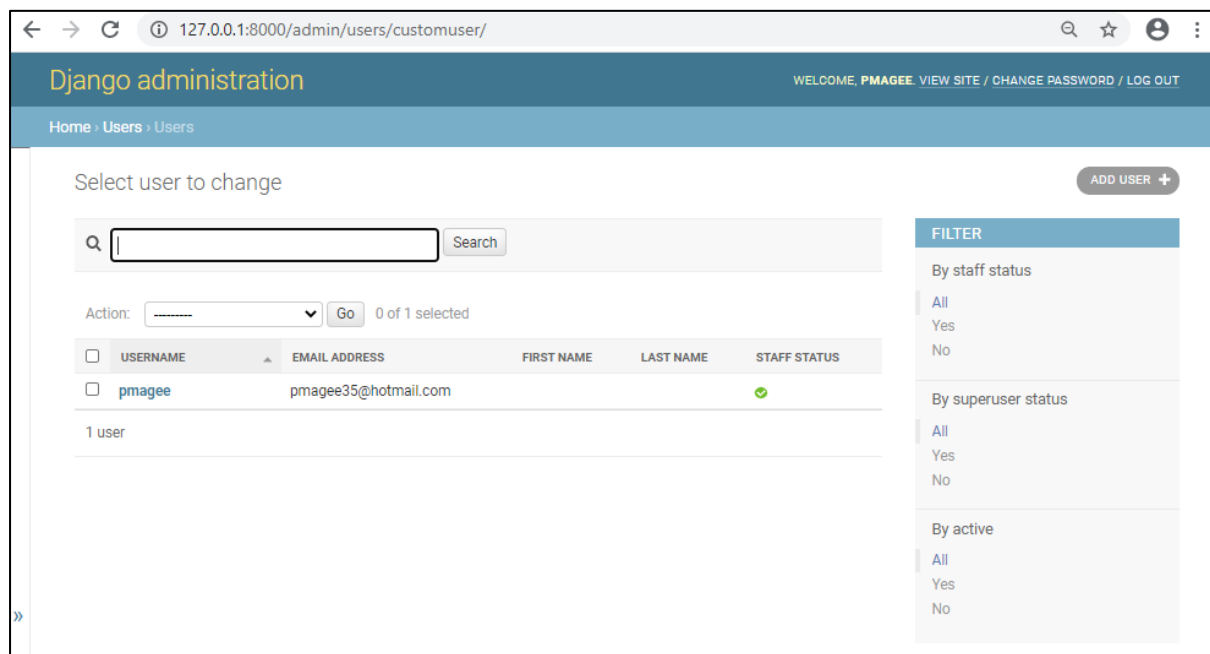 127.0.0.1:8000/admin/users/customuser/
Django administration
WELCOME, PMAGEE. VIEW SITE / CHANGE PASSWORD / LOG OUT
Home › Users › Users
Select user to change
ADD USER +
Search
Action: --------- Go 0 of 1 selected
USERNAME EMAIL ADDRESS FIRST NAME LAST NAME STAFF STATUS
pmagee pmagee35@hotmail.com
1 user
FILTER
By staff status
All
Yes
No
By superuser status
All
Yes
No
By active
All
Yes
No
»